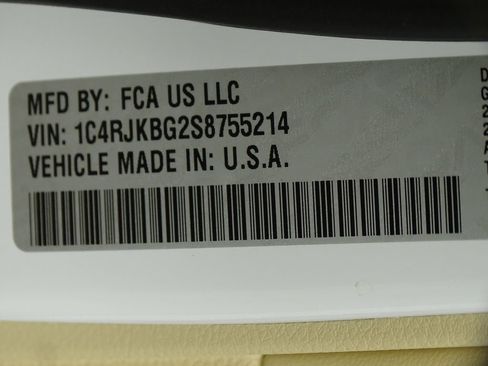 MFD BY: FCA US LLC
VIN: 1C4RJKBG2S8755214
VEHICLE MADE IN: U.S.A.